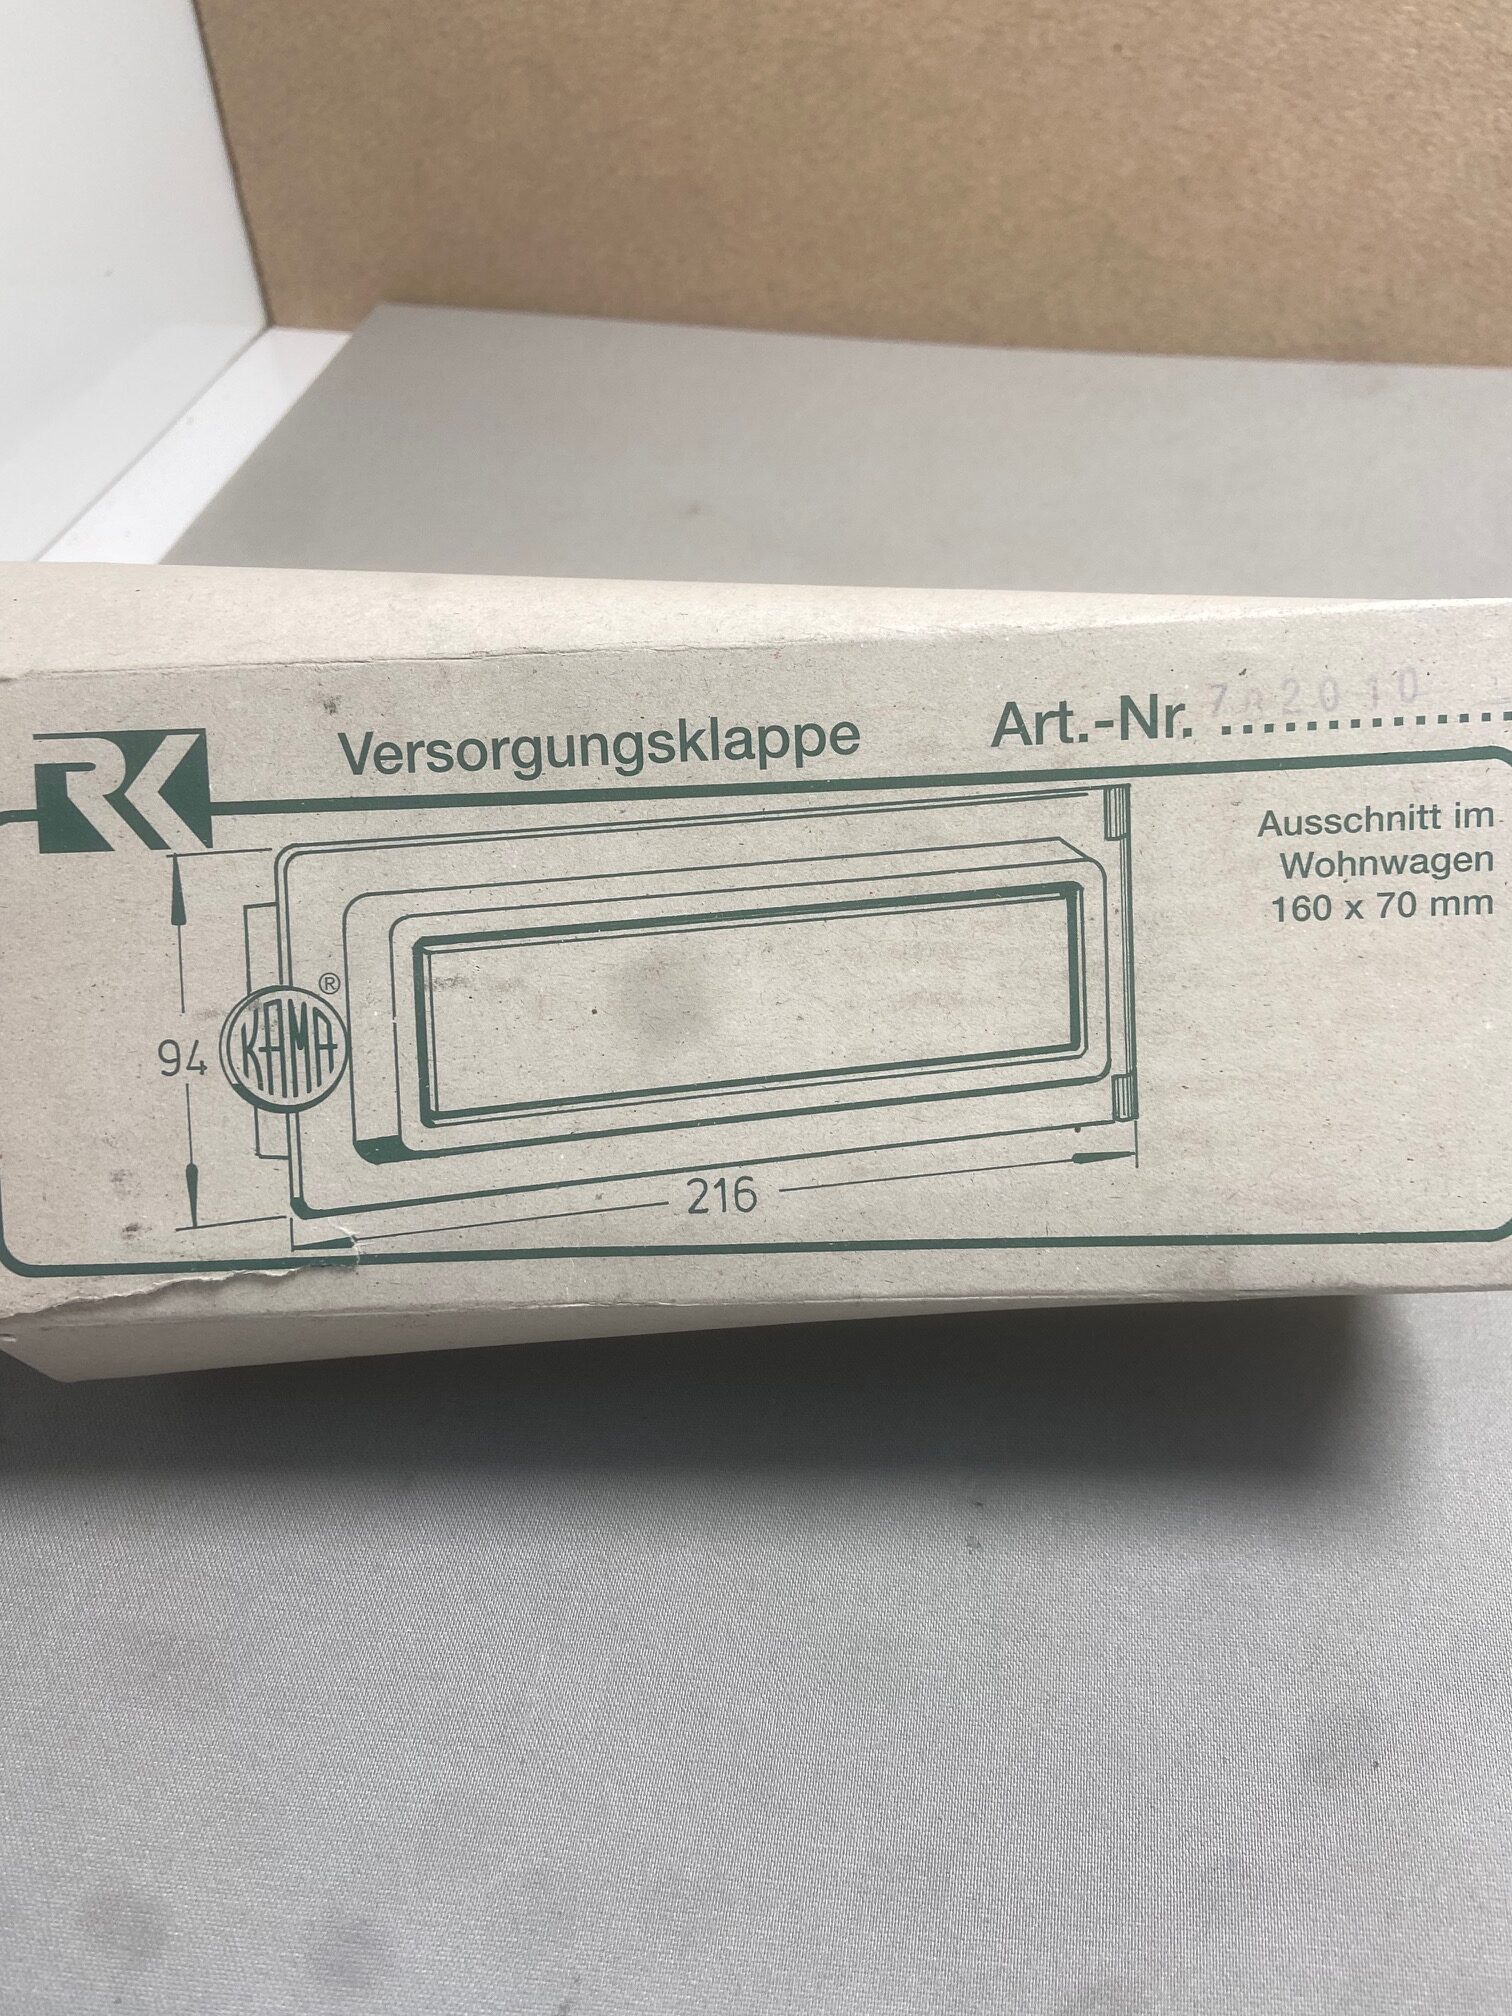 RK
Versorgungsklappe
Art.-Nr. ................
Ausschnitt im
Wohnwagen
160 x 70 mm
KAMA ®
94
216